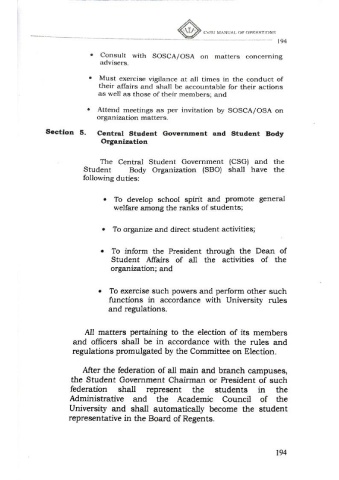 CvSU MANUAL OF OPERATIONS
194
• Consult with SOSCA/OSA on matters concerning
advisers.
• Must exercise vigilance at all times in the conduct of
their affairs and shall be accountable for their actions
as well as those of their members; and
• Attend meetings as per invitation by SOSCA/OSA on
organization matters.
Section 5. Central Student Government and Student Body
Organization
The Central Student Government (CSG) and the
Student Body Organization (SBO) shall have the
following duties:
• To develop school spirit and promote general
welfare among the ranks of students;
• To organize and direct student activities;
• To inform the President through the Dean of
Student Affairs of all the activities of the
organization; and
• To exercise such powers and perform other such
functions in accordance with University rules
and regulations.
All matters pertaining to the election of its members
and officers shall be in accordance with the rules and
regulations promulgated by the Committee on Election.
After the federation of all main and branch campuses,
the Student Government Chairman or President of such
federation shall represent the students in the
Administrative and the Academic Council of the
University and shall automatically become the student
representative in the Board of Regents.
194